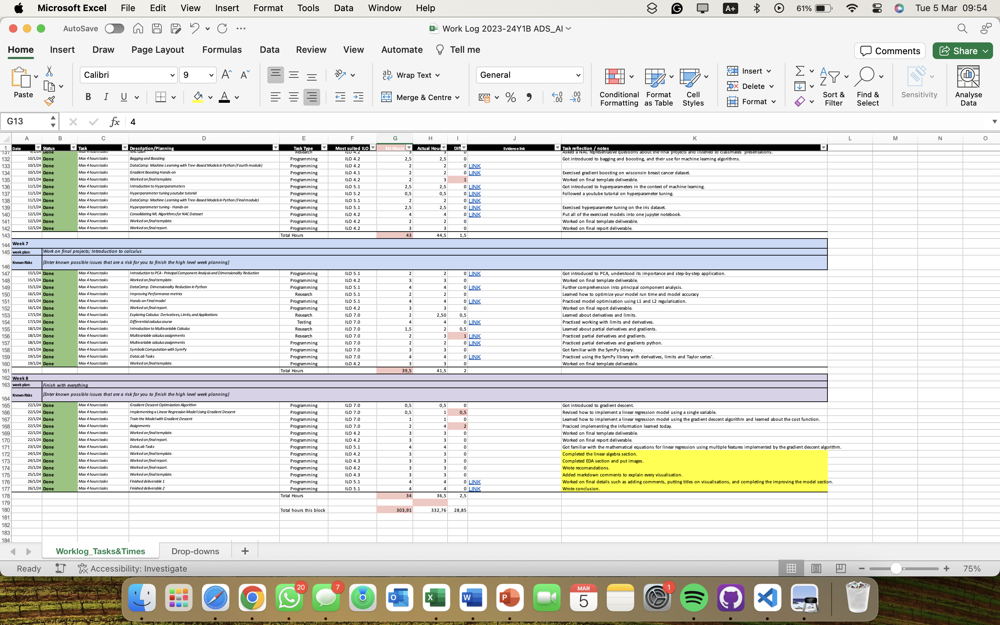 Microsoft Excel File Edit View Insert Format Tools Data Window Help A+ 61% Tue 5 Mar 09:54
AutoSave Work Log 2023-24Y1B ADS_AI
Home Insert Draw Page Layout Formulas Data Review View Automate Tell me Comments Share
Paste Calibri 9 Wrap Text General Insert
B I U Merge & Centre Delete
Conditional Formatting Format as Table Cell Styles Format Sort & Filter Find & Select Sensitivity Analyse Data
G13 fx 4
A B C D E F G H I J K L M N O
1 Date Status Task Description/Planning Task Type Most suited ILO Est Hours Actual Hour Diff Evidence link Task reflection / notes
131 9/1/24 Done Max 4 hours tasks NAC Q&A Research ILO 4.2 3 3 0 Asked a NAC representative questions about the final projects and listened to classmates' presentations.
132 10/1/24 Done Max 4 hours tasks Bagging and Boosting Programming ILO 4.2 2,5 2,5 0 Got introduced to bagging and boosting, and their use for machine learning algorithms.
133 10/1/24 Done Max 4 hours tasks DataCamp: Machine Learning with Tree-Based Models in Python (Fourth module) Programming ILO 4.2 2 2 0 LINK
134 10/1/24 Done Max 4 hours tasks Gradient Boosting Hands-on Programming ILO 4.1 2 2 0 LINK Exercised gradient boosting on wisconsin breast cancer dataset.
135 10/1/24 Done Max 4 hours tasks Worked on final template. Programming ILO 4.2 2 3 1 Worked on final template deliverable.
136 11/1/24 Done Max 4 hours tasks Introduction to Hyperparameters Programming ILO 5.1 2,5 2,5 0 LINK Got introduced to hyperparameters in the context of machine learning.
137 11/1/24 Done Max 4 hours tasks Hyperparameter tuning youtube tutorial Programming ILO 5.2 0,5 0,5 0 LINK Followed a youtube tutorial on hyperparameter tuning.
138 11/1/24 Done Max 4 hours tasks DataCamp: Machine Learning with Tree-Based Models in Python (Final module) Programming ILO 5.1 2 2 0 LINK
139 11/1/24 Done Max 4 hours tasks Hyperparameter tuning - Hands-on Programming ILO 5.1 2,5 2,5 0 LINK Exercised hyperparameter tuning on the iris dataset.
140 12/1/24 Done Max 4 hours tasks Consolidating ML Algorithms for NAC Dataset Programming ILO 4.2 4 4 0 LINK Put all of the exercised models into one jupyter notebook.
141 12/1/24 Done Max 4 hours tasks Worked on final template. Programming ILO 4.2 2 2 0 Worked on final template deliverable.
142 12/1/24 Done Max 4 hours tasks Worked on final report. Programming ILO 4.2 3 3 0 Worked on final report deliverable.
143 Total Hours 43 44,5 1,5
144 Week 7
145 week plan: Work on final projects; Introduction to calculus
146 Known Risks [Enter known possible issues that are a risk for you to finish the high level week planning]
147 15/1/24 Done Max 4 hours tasks Introduction to PCA - Principal Component Analysis and Dimensionality Reduction Programming ILO 5.1 2 2 0 LINK Got introduced to PCA, understood its importance and step-by-step application.
148 15/1/24 Done Max 4 hours tasks Worked on final template. Programming ILO 4.2 3 3 0 Worked on final template deliverable.
149 15/1/24 Done Max 4 hours tasks DataCamp: Dimensionality Reduction in Python Programming ILO 5.1 4 4 0 LINK Further comprehension into principal component analysis.
150 16/1/24 Done Max 4 hours tasks Improving Performance metrics Research ILO 5.1 2 2 0 Learned how to optimize your model run time and model accuracy
151 16/1/24 Done Max 4 hours tasks Hands-on Final model Programming ILO 5.1 4 4 0 LINK Practiced model optimisation using L1 and L2 regularisation.
152 16/1/24 Done Max 4 hours tasks Worked on final report. Programming ILO 4.2 3 3 0 Worked on final report deliverable.
153 17/1/24 Done Max 4 hours tasks Exploring Calculus: Derivatives, Limits, and Applications Research ILO 7.0 2 2,50 0,5 Learned about derivatives and limits.
154 17/1/24 Done Max 4 hours tasks Differential calculus course Testing ILO 7.0 4 4 0 LINK Practised working with limits and derivatives.
155 18/1/24 Done Max 4 hours tasks Introduction to Multivariable Calculus Research ILO 7.0 1,5 2 0,5 Learned about partial derivatives and gradients.
156 18/1/24 Done Max 4 hours tasks Multivariable calculus assignments Research ILO 7.0 2 3 1 LINK Practiced partial derivatives and gradients.
157 18/1/24 Done Max 4 hours tasks Multivariable calculus assignments Programming ILO 7.0 2 2 0 LINK Practiced partial derivatives and gradients python.
158 19/1/24 Done Max 4 hours tasks Symbolic Computation with SymPy Programming ILO 7.0 3 3 0 Got familiar with the SymPy library.
159 19/1/24 Done Max 4 hours tasks DataLab Tasks Programming ILO 7.0 4 4 0 LINK Practiced using the SymPy library with derivatives, limits and Taylor series'.
160 19/1/24 Done Max 4 hours tasks Worked on final template. Programming ILO 4.2 3 3 0 Worked on final template deliverable.
161 Total Hours 39,5 41,5 2
162 Week 8
163 week plan: Finish with everything
164 Known Risks [Enter known possible issues that are a risk for you to finish the high level week planning]
165 22/1/24 Done Max 4 hours tasks Gradient Descent Optimization Algorithm Programming ILO 7.0 0,5 0,5 0 Got introduced to gradient descent.
166 22/1/24 Done Max 4 hours tasks Implementing a Linear Regression Model Using Gradient Descent Programming ILO 7.0 0,5 1 0,5 Revised how to implement a linear regression model using a single variable.
167 22/1/24 Done Max 4 hours tasks Train the Model with Gradient Descent Programming ILO 7.0 1 1 0 Learned how to implement a linear regression model using the gradient descent algorithm and learned about the cost function.
168 22/1/24 Done Max 4 hours tasks Assignments Programming ILO 7.0 2 4 2 Praciced implementing the information learned today.
169 22/1/24 Done Max 4 hours tasks Worked on final template. Programming ILO 4.2 3 3 0 Worked on final template deliverable.
170 22/1/24 Done Max 4 hours tasks Worked on final report. Programming ILO 4.2 3 3 0 Worked on final report deliverable.
171 23/1/24 Done Max 4 hours tasks DataLab Tasks Programming ILO 5.1 4 4 0 Got familiar with the mathematical equations for linear regression using multiple features implemented by the gradient descent algorithm.
172 24/1/24 Done Max 4 hours tasks Worked on final template. Programming ILO 4.2 3 3 0 Completed the linear algebra section.
173 24/1/24 Done Max 4 hours tasks Worked on final report. Programming ILO 4.3 3 3 0 Completed EDA section and put images.
174 25/1/24 Done Max 4 hours tasks Worked on final report. Programming ILO 4.2 3 3 0 Wrote recomandations.
175 25/1/24 Done Max 4 hours tasks Worked on final template. Programming ILO 4.3 3 3 0 Added markdown comments to explain every visualisation.
176 26/1/24 Done Max 4 hours tasks Finished deliverable 1 Programming ILO 5.1 4 4 0 LINK Worked on final details such as adding comments, putting titles on visualisations, and completing the improving the model section.
177 26/1/24 Done Max 4 hours tasks Finished deliverable 2 Programming ILO 5.1 4 4 0 LINK Wrote conclusion.
178 Total Hours 34 36,5 2,5
179
180 Total hours this block 303,91 332,76 28,85
181
182
183
184
Worklog_Tasks&Times Drop-downs +
Ready Accessibility: Investigate 75%
20 7 MAR 5 1